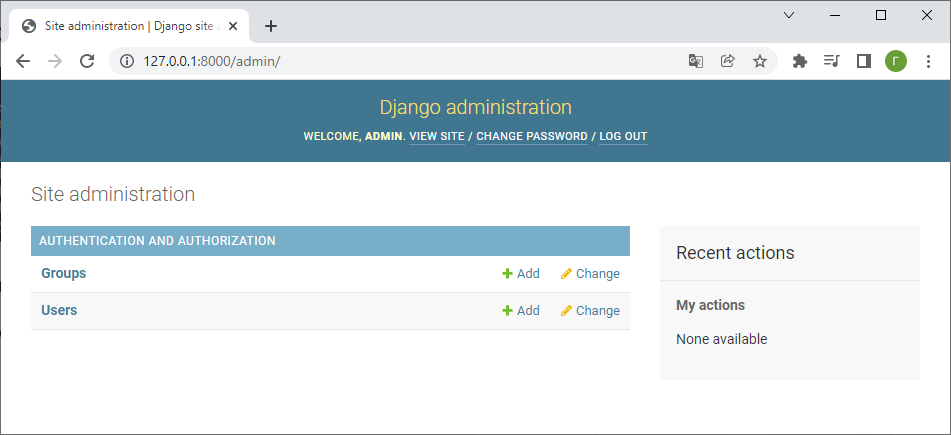 Site administration | Django site a
127.0.0.1:8000/admin/
Г
Django administration
WELCOME, ADMIN. VIEW SITE / CHANGE PASSWORD / LOG OUT
Site administration
AUTHENTICATION AND AUTHORIZATION
Groups Add Change
Users Add Change
Recent actions
My actions
None available